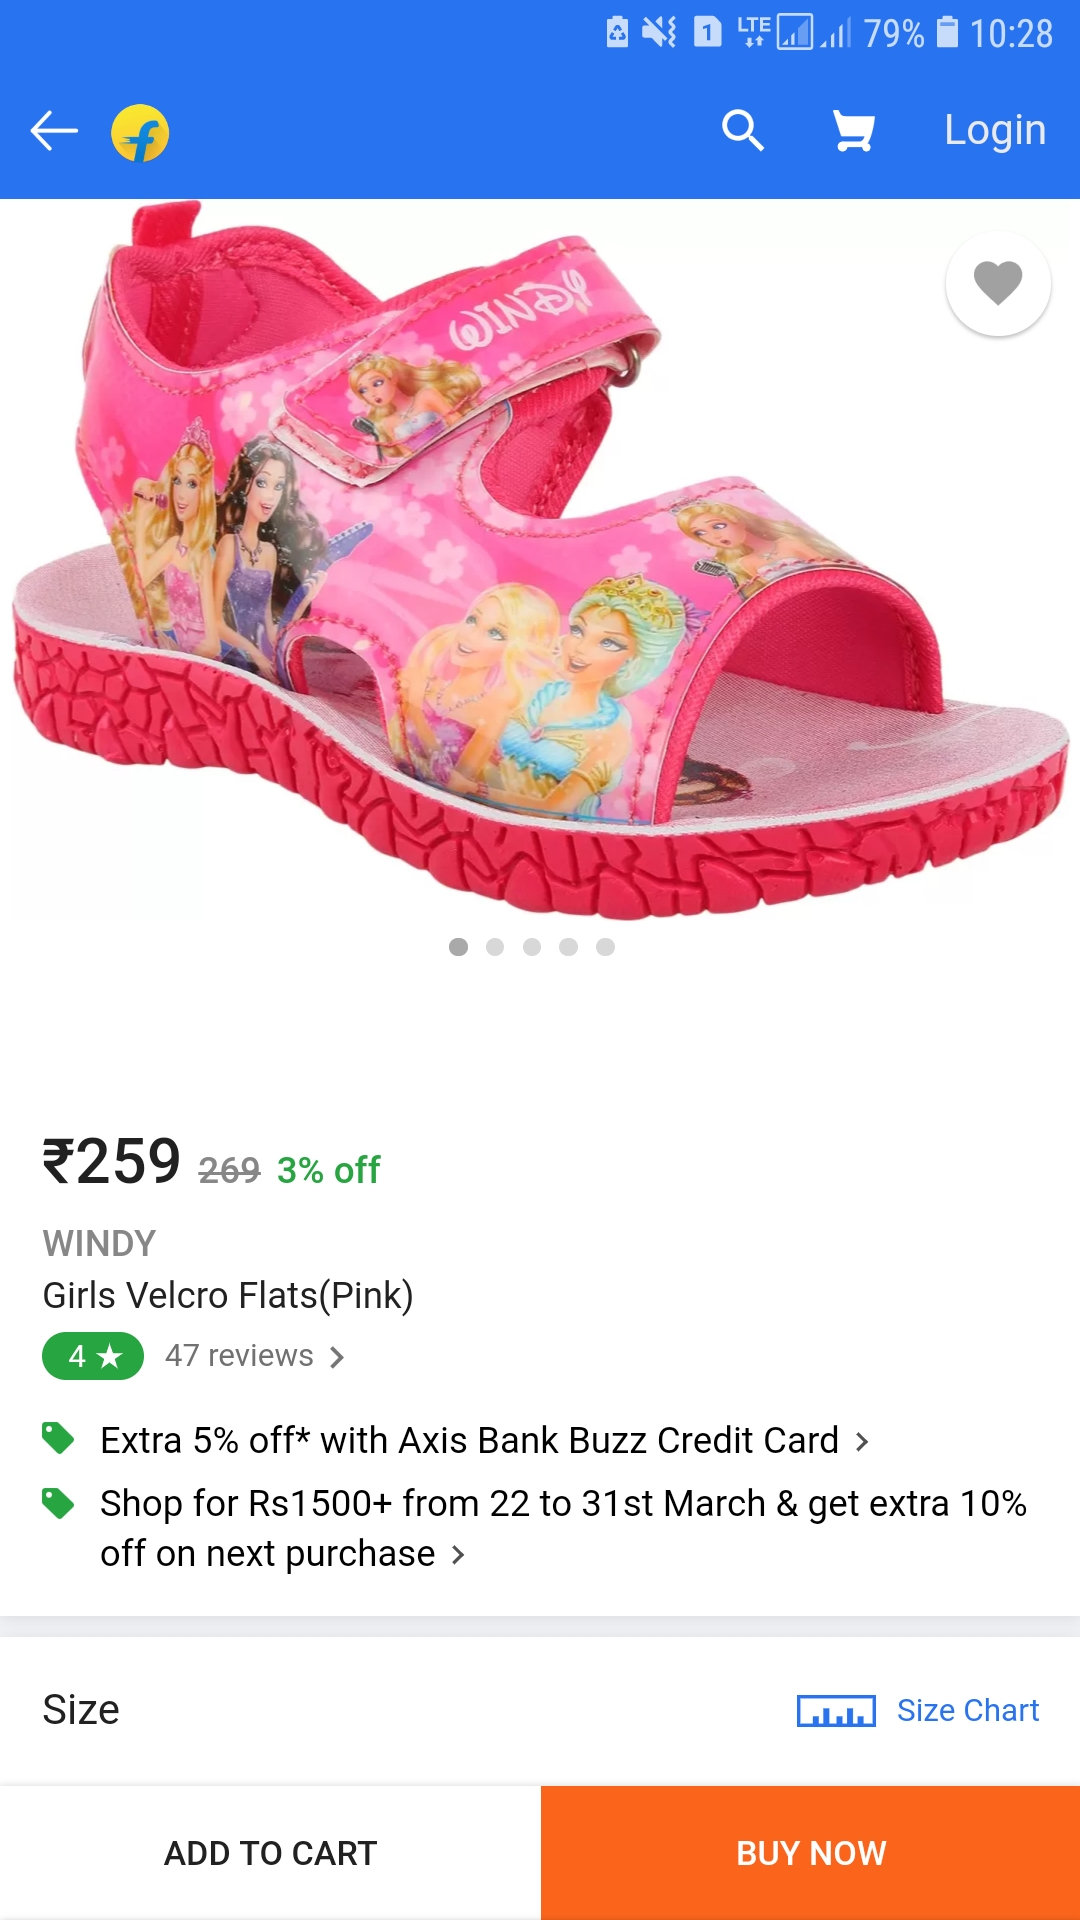 1 LTE 79% 10:28
f Login
WINDY
₹259 269 3% off
WINDY
Girls Velcro Flats(Pink)
4 ★ 47 reviews >
Extra 5% off* with Axis Bank Buzz Credit Card >
Shop for Rs1500+ from 22 to 31st March & get extra 10%
off on next purchase >
Size Size Chart
ADD TO CART BUY NOW